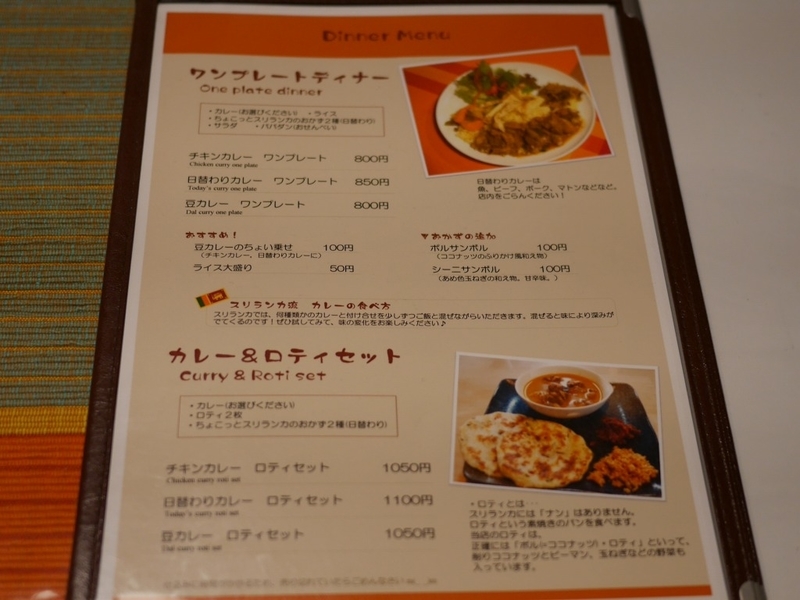 Dinner Menu
ワンプレートディナー
One plate dinner
・カレー(お選びください)　・ライス
・ちょこっとスリランカのおかず2種(日替わり)
・サラダ　・パパダン(おせんべい)
チキンカレー　ワンプレート　800円
Chicken curry one plate
日替わりカレー　ワンプレート　850円
Today's curry one plate
豆カレー　ワンプレート　800円
Dal curry one plate
日替わりカレーは
魚、ビーフ、ポーク、マトンなどなど。
店内をごらんください！
おすすめ！
豆カレーのちょい乗せ　100円
(チキンカレー、日替わりカレーに)
ライス大盛り　50円
▼おかずの追加
ポルサンボル　100円
(ココナッツのふりかけ風和え物)
シーニサンボル　100円
(あめ色玉ねぎの和え物。甘辛味。)
スリランカ流　カレーの食べ方
スリランカでは、何種類かのカレーと付け合せを少しずつご飯と混ぜながらいただきます。混ぜると味により深みが
でてくるのです！ぜひ試してみて、味の変化をお楽しみください♪
カレー＆ロティセット
Curry & Roti set
・カレー(お選びください)
・ロティ2枚
・ちょこっとスリランカのおかず2種(日替わり)
チキンカレー　ロティセット　1050円
Chicken curry roti set
日替わりカレー　ロティセット　1100円
Today's curry roti set
豆カレー　ロティセット　1050円
Dal curry roti set
・ロティとは…
スリランカには「ナン」はありません。
ロティという素焼きのパンを食べます。
当店のロティは、
正確には「ポル(=ココナッツ)・ロティ」といって、
削りココナッツとピーマン、玉ねぎなどの野菜も
入っています。